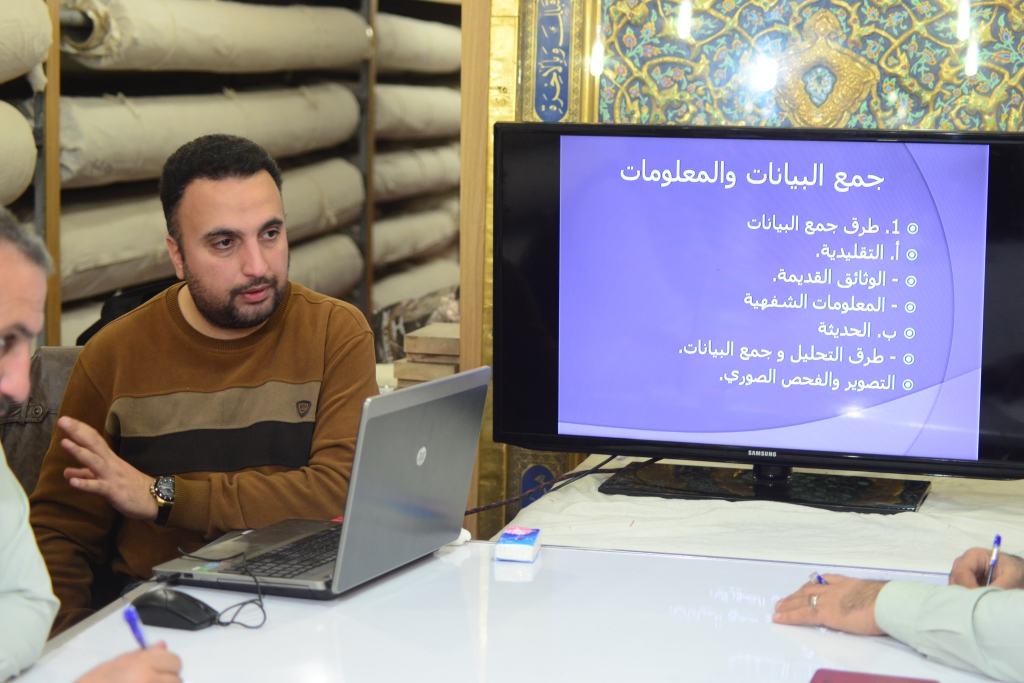 جمع البيانات والمعلومات
1. طرق جمع البيانات
أ. التقليدية.
- الوثائق القديمة.
- المعلومات الشفهية
ب. الحديثة
- طرق التحليل و جمع البيانات.
التصوير والفحص الصوري.
SAMSUNG
hp